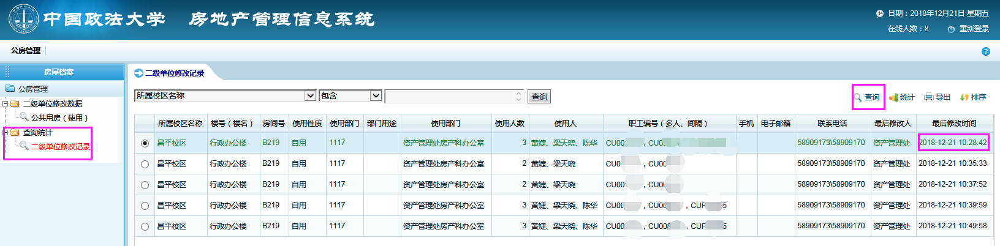 中国政法大学 房地产管理信息系统
日期：2018年12月21日 星期五
在线人数：8 重新登录
公房管理
房屋档案
公房管理
二级单位修改数据
公共用房（使用）
查询统计
二级单位修改记录
二级单位修改记录
所属校区名称 包含 查询 查询 统计 导出 排序
所属校区名称 楼号（楼名） 房间号 使用性质 使用部门 部门用途 使用部门 使用人数 使用人 职工编号（多人、间隔） 手机 电子邮箱 联系电话 最后修改人 最后修改时间
昌平校区 行政办公楼 B219 自用 1117 资产管理处房产科办公室 3 黄婕、梁天晓、陈华 CU00 , CU0 58909173\58909170 资产管理处 2018-12-21 10:28:42
昌平校区 行政办公楼 B219 自用 1117 资产管理处房产科办公室 2 黄婕、梁天晓 CU00 , CU00 58909173\58909170 资产管理处 2018-12-21 10:35:33
昌平校区 行政办公楼 B219 自用 1117 资产管理处房产科办公室 2 黄婕、梁天晓 CU00 , CU00 58909173\58909170 资产管理处 2018-12-21 10:37:52
昌平校区 行政办公楼 B219 自用 1117 资产管理处房产科办公室 3 黄婕、梁天晓、陈华 CU00 , CU00 , CUF 5 58909173\58909170 资产管理处 2018-12-21 10:39:59
昌平校区 行政办公楼 B219 自用 1117 资产管理处房产科办公室 3 黄婕、梁天晓、陈华 CU00 , CU00 , CUF 5 58909173\58909170 资产管理处 2018-12-21 10:49:58